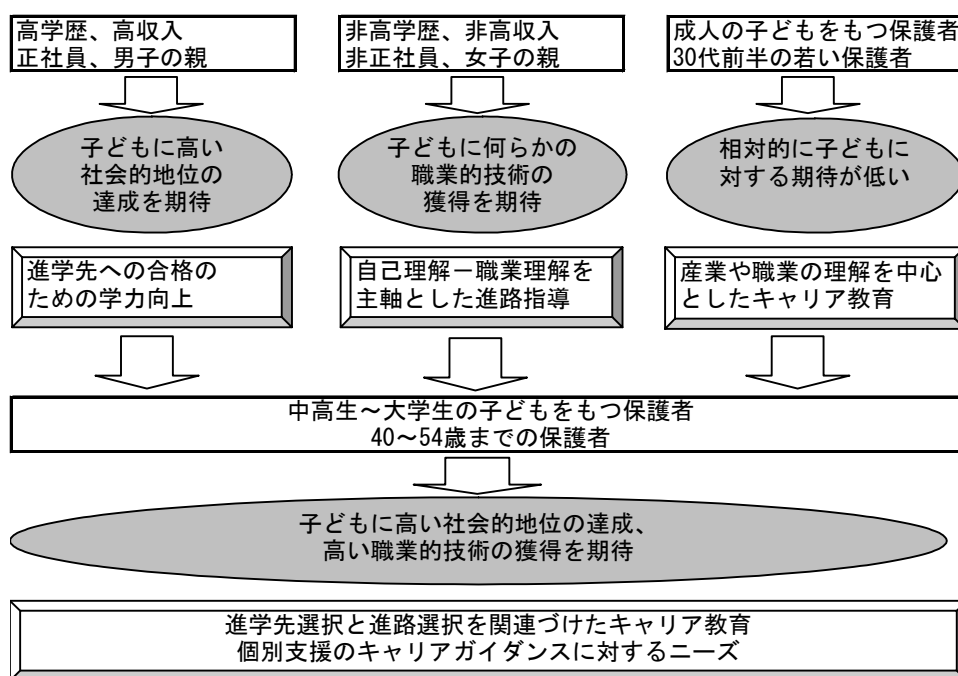 高学歴、高収入
正社員、男子の親
非高学歴、非高収入
非正社員、女子の親
成人の子どもをもつ保護者
30代前半の若い保護者
子どもに高い
社会的地位の
達成を期待
子どもに何らかの
職業的技術の
獲得を期待
相対的に子どもに
対する期待が低い
進学先への合格の
ための学力向上
自己理解－職業理解を
主軸とした進路指導
産業や職業の理解を中心
としたキャリア教育
中高生～大学生の子どもをもつ保護者
40～54歳までの保護者
子どもに高い社会的地位の達成、
高い職業的技術の獲得を期待
進学先選択と進路選択を関連づけたキャリア教育
個別支援のキャリアガイダンスに対するニーズ